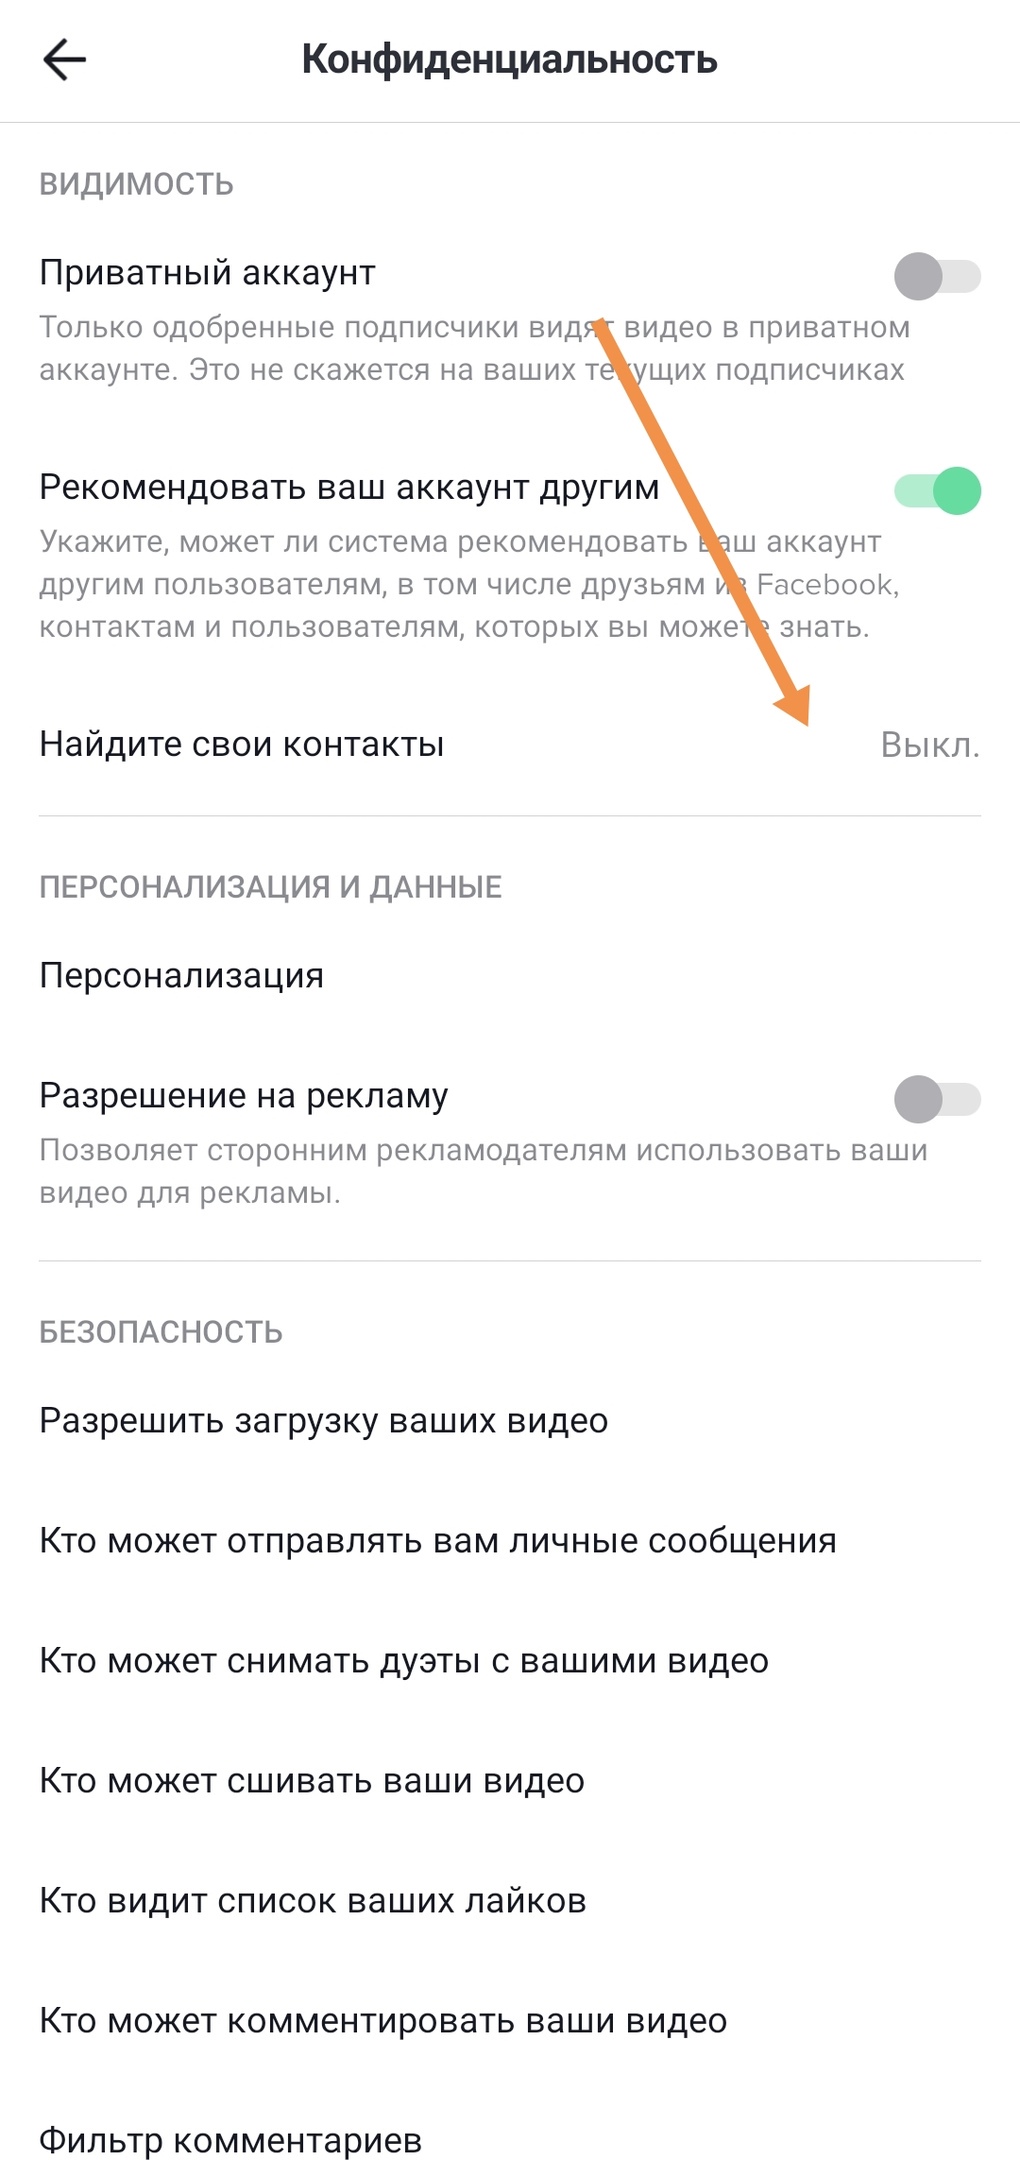 Конфиденциальность
ВИДИМОСТЬ
Приватный аккаунт
Только одобренные подписчики видят видео в приватном
аккаунте. Это не скажется на ваших текущих подписчиках
Рекомендовать ваш аккаунт другим
Укажите, может ли система рекомендовать ваш аккаунт
другим пользователям, в том числе друзьям из Facebook,
контактам и пользователям, которых вы можете знать.
Найдите свои контакты
Выкл.
ПЕРСОНАЛИЗАЦИЯ И ДАННЫЕ
Персонализация
Разрешение на рекламу
Позволяет сторонним рекламодателям использовать ваши
видео для рекламы.
БЕЗОПАСНОСТЬ
Разрешить загрузку ваших видео
Кто может отправлять вам личные сообщения
Кто может снимать дуэты с вашими видео
Кто может сшивать ваши видео
Кто видит список ваших лайков
Кто может комментировать ваши видео
Фильтр комментариев